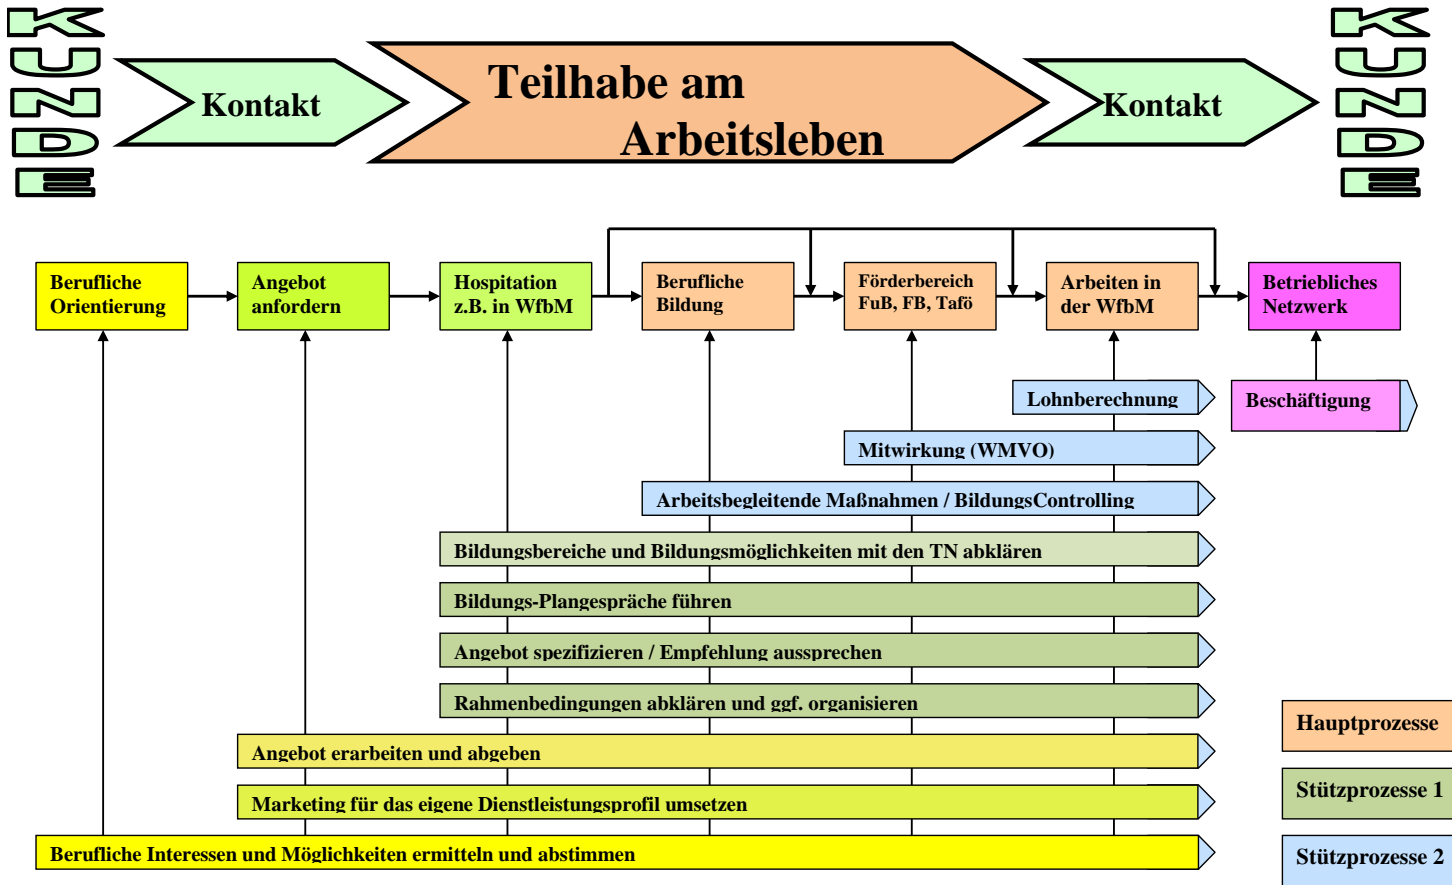 KUNDE
Kontakt
Teilhabe am
Arbeitsleben
Kontakt
KUNDE
Berufliche
Orientierung
Angebot
anfordern
Hospitation
z.B. in WfbM
Berufliche
Bildung
Förderbereich
FuB, FB, Tafö
Arbeiten in
der WfbM
Betriebliches
Netzwerk
Lohnberechnung
Beschäftigung
Mitwirkung (WMVO)
Arbeitsbegleitende Maßnahmen / BildungsControlling
Bildungsbereiche und Bildungsmöglichkeiten mit den TN abklären
Bildungs-Plangespräche führen
Angebot spezifizieren / Empfehlung aussprechen
Rahmenbedingungen abklären und ggf. organisieren
Hauptprozesse
Angebot erarbeiten und abgeben
Stützprozesse 1
Marketing für das eigene Dienstleistungsprofil umsetzen
Berufliche Interessen und Möglichkeiten ermitteln und abstimmen
Stützprozesse 2